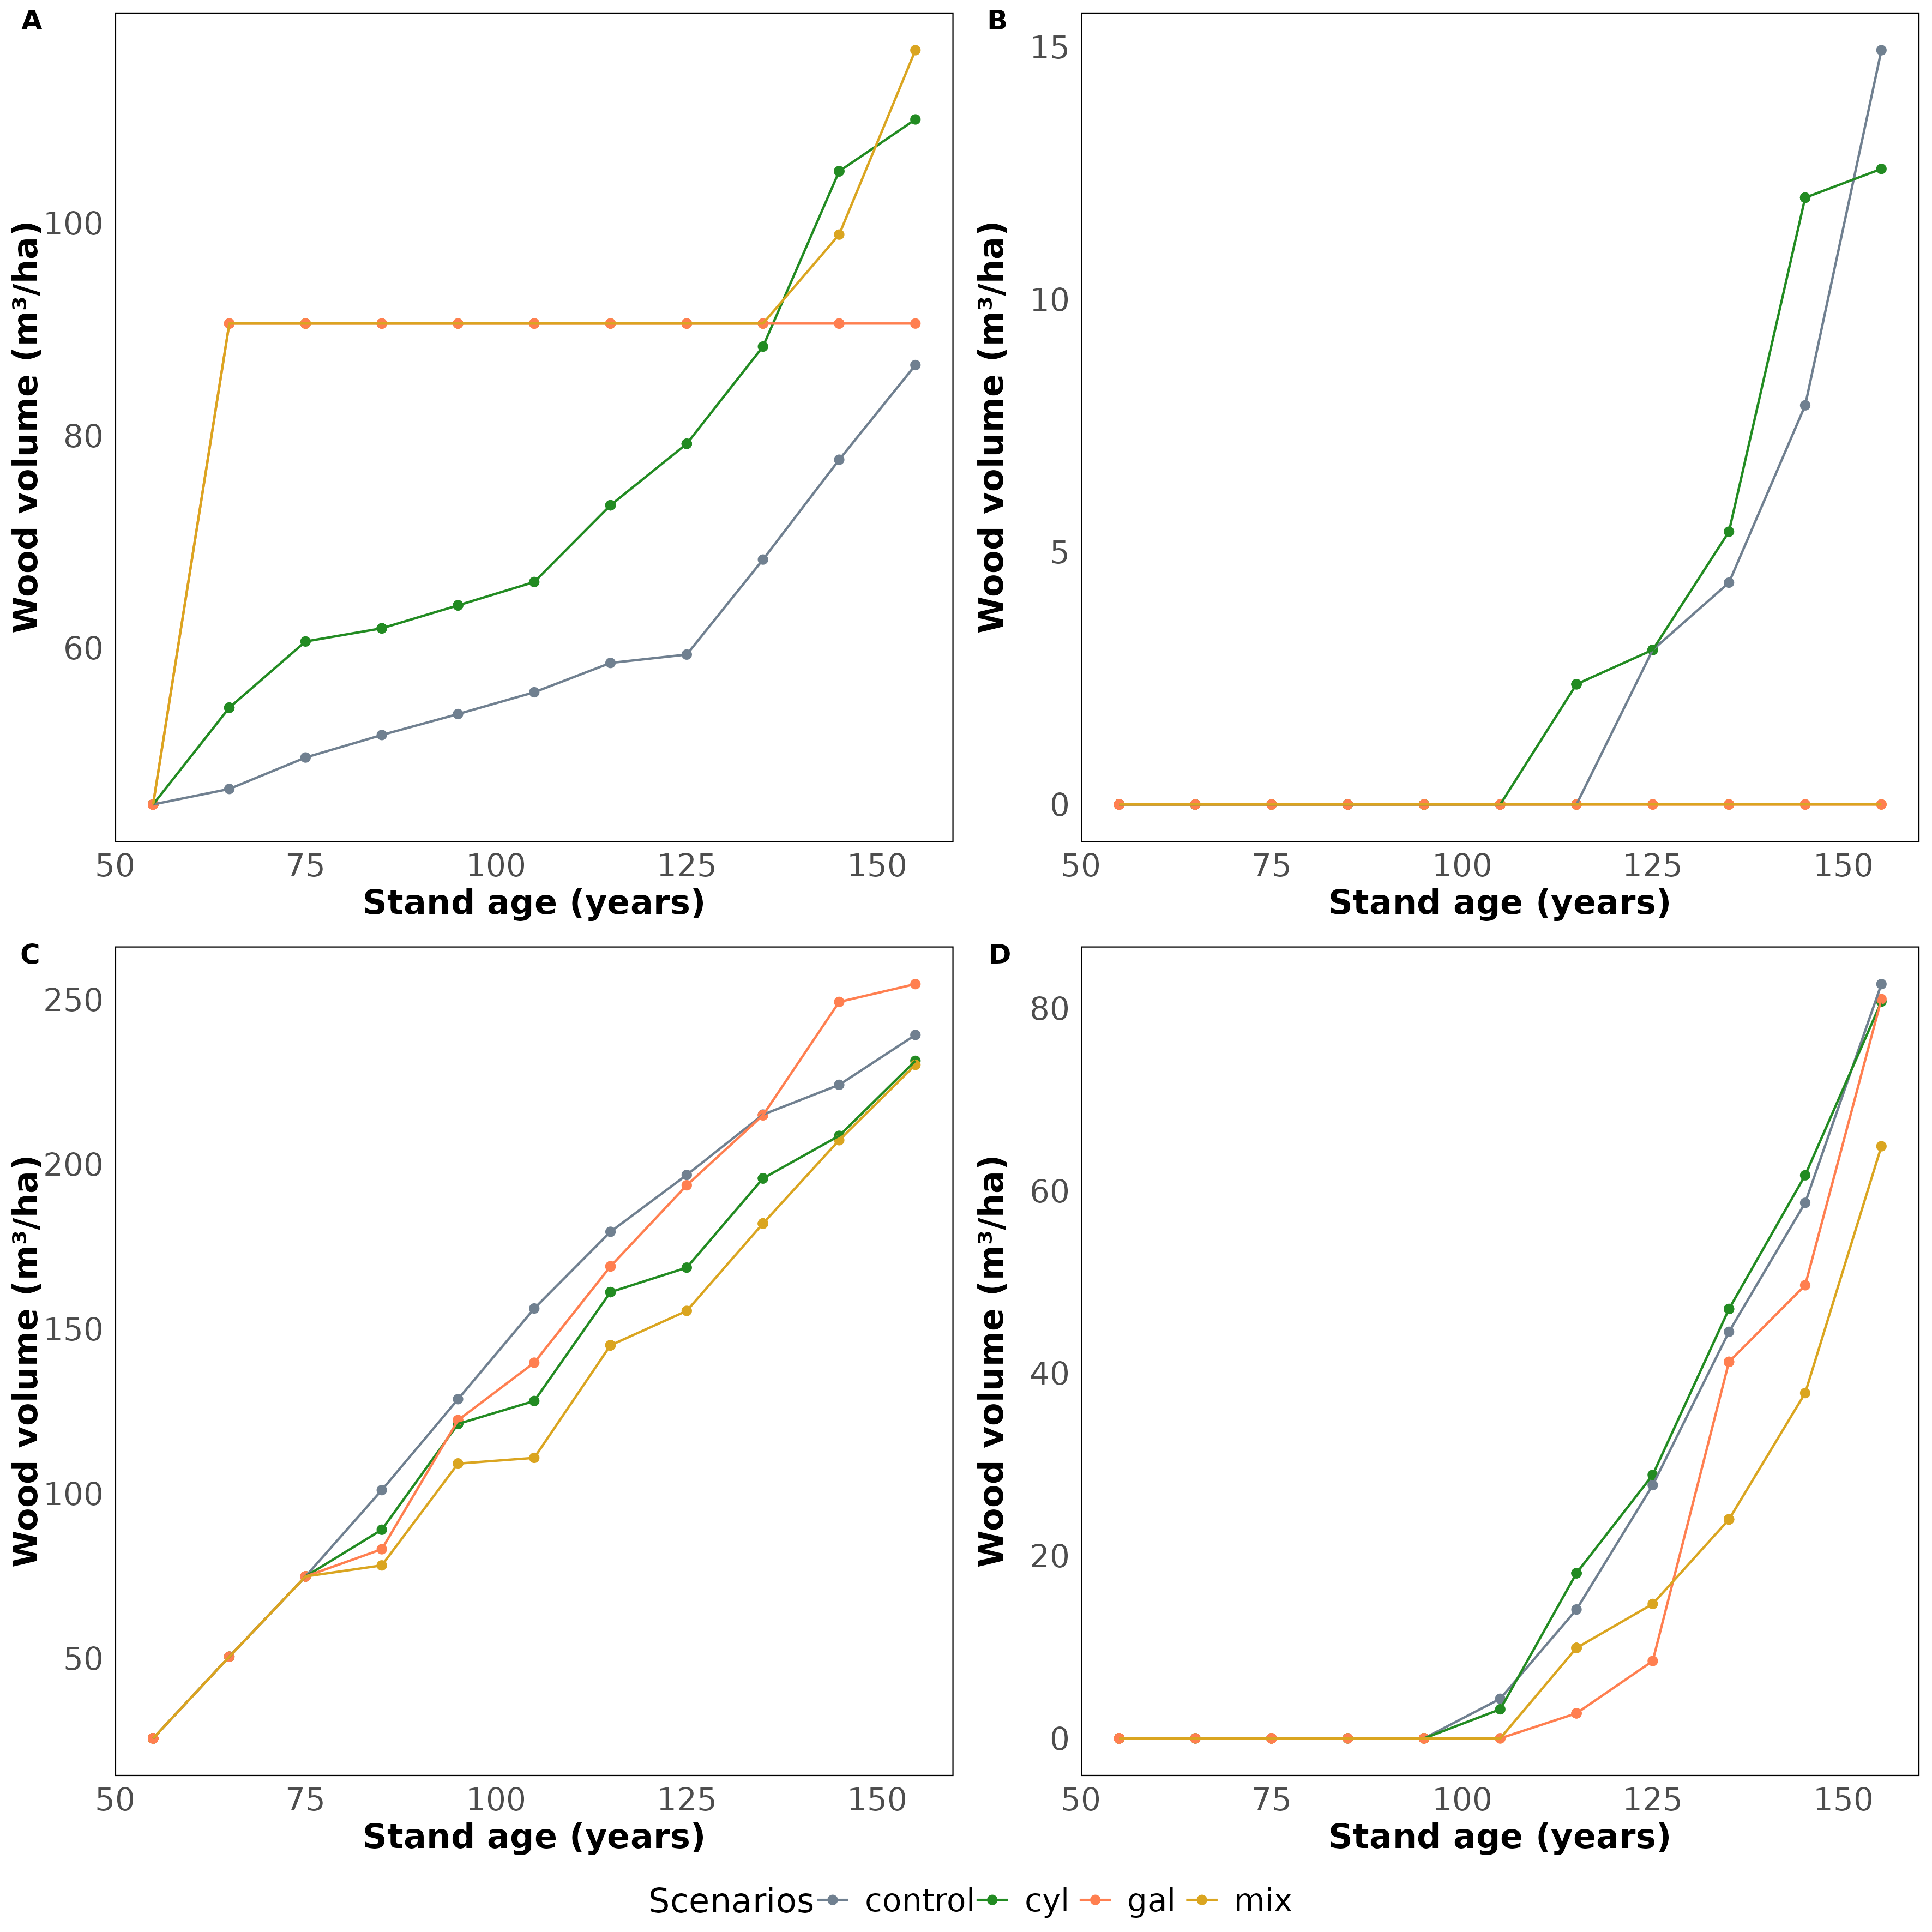 A
Wood volume (m³/ha)
100
80
60
50 75 100 125 150
Stand age (years)
B
Wood volume (m³/ha)
15
10
5
0
50 75 100 125 150
Stand age (years)
C
Wood volume (m³/ha)
250
200
150
100
50
50 75 100 125 150
Stand age (years)
D
Wood volume (m³/ha)
80
60
40
20
0
50 75 100 125 150
Stand age (years)
Scenarios control cyl gal mix